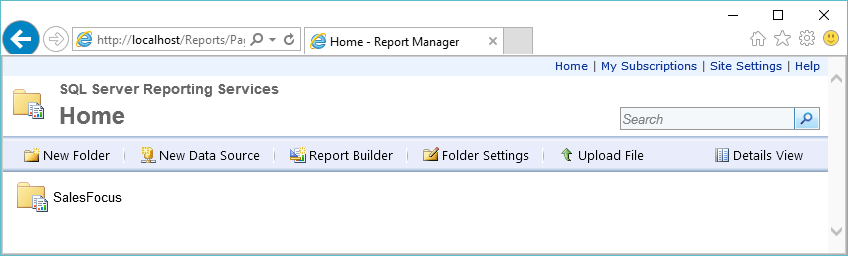 http://localhost/Reports/Pa
Home - Report Manager
Home | My Subscriptions | Site Settings | Help
SQL Server Reporting Services
Home
Search
New Folder | New Data Source | Report Builder | Folder Settings | Upload File Details View
SalesFocus